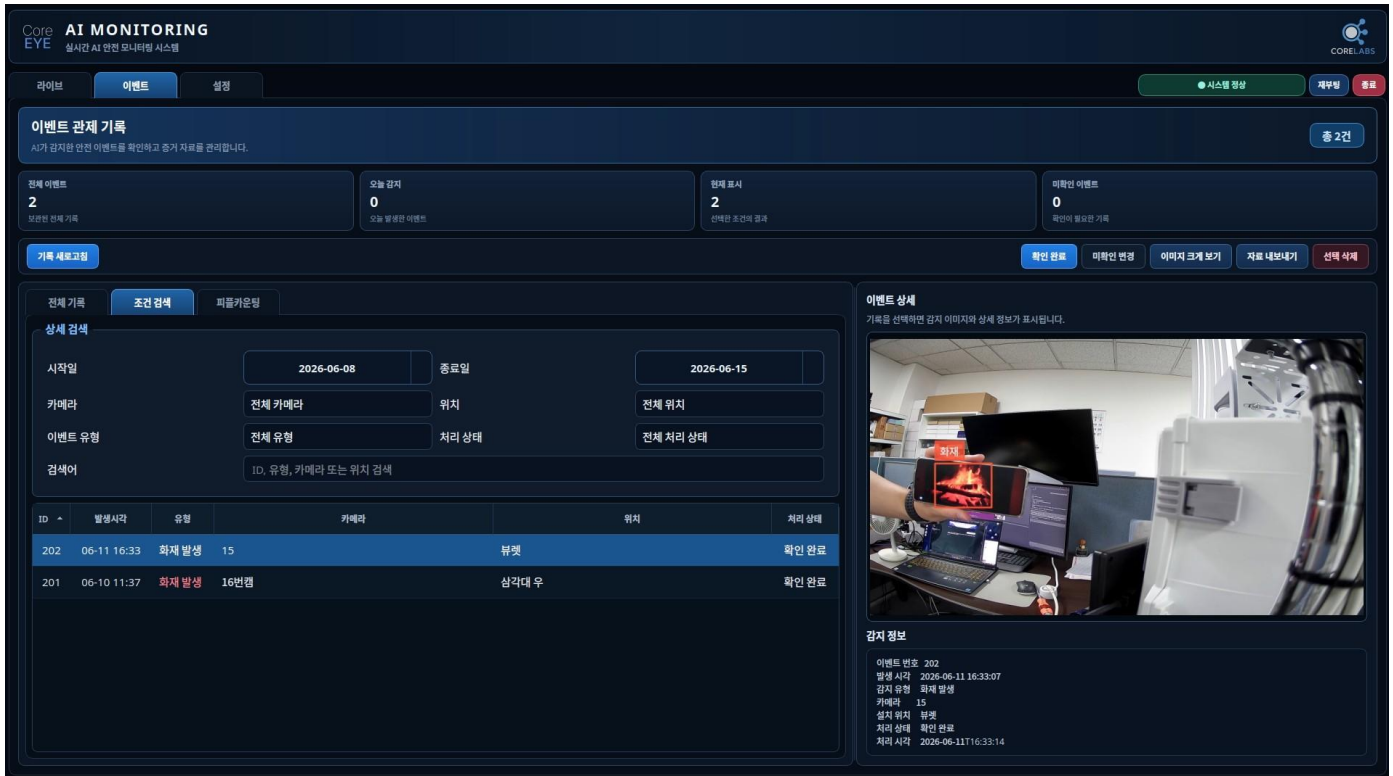 Core EYE
AI MONITORING
실시간 AI 안전 모니터링 시스템
CORELABS
라이브
이벤트
설정
시스템 정상
재부팅
종료
이벤트 관제 기록
AI가 감지한 안전 이벤트를 확인하고 증거 자료를 관리합니다.
총 2건
전체 이벤트
2
보관된 전체 기록
오늘 감지
0
오늘 발생한 이벤트
현재 표시
2
선택한 조건의 결과
미확인 이벤트
0
확인이 필요한 기록
기록 새로고침
확인 완료
미확인 변경
이미지 크게 보기
자료 내보내기
선택 삭제
전체 기록
조건 검색
피플카운팅
상세 검색
시작일 2026-06-08 종료일 2026-06-15
카메라 전체 카메라 위치 전체 위치
이벤트 유형 전체 유형 처리 상태 전체 처리 상태
검색어 ID, 유형, 카메라 또는 위치 검색
ID 발생시각 유형 카메라 위치 처리 상태
202 06-11 16:33 화재 발생 15 뷰렛 확인 완료
201 06-10 11:37 화재 발생 16번캠 삼각대 우 확인 완료
이벤트 상세
기록을 선택하면 감지 이미지와 상세 정보가 표시됩니다.
화재
감지 정보
이벤트 번호 202
발생 시각 2026-06-11 16:33:07
감지 유형 화재 발생
카메라 15
설치 위치 뷰렛
처리 상태 확인 완료
처리 시각 2026-06-11T16:33:14